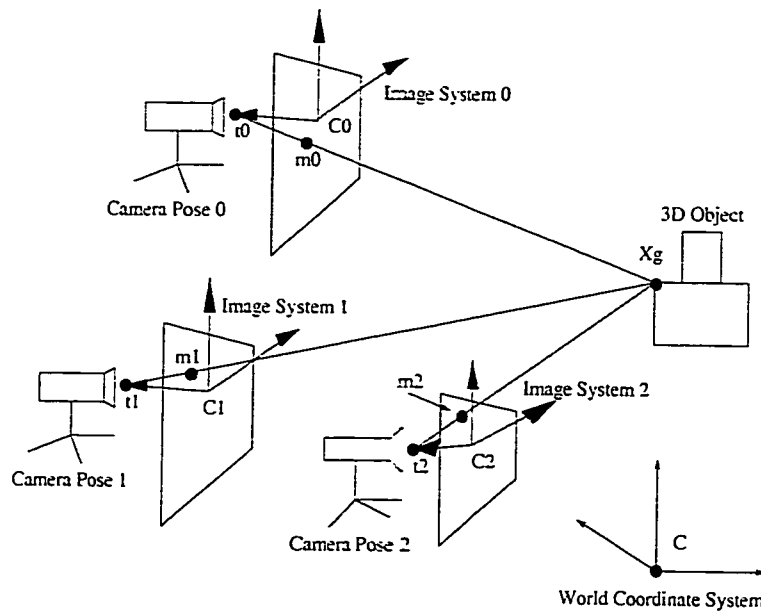 Image System 0
t0
C0
m0
Camera Pose 0
3D Object
Xg
Image System 1
m1
t1
C1
Camera Pose 1
m2
Image System 2
t2
C2
Camera Pose 2
C
World Coordinate System